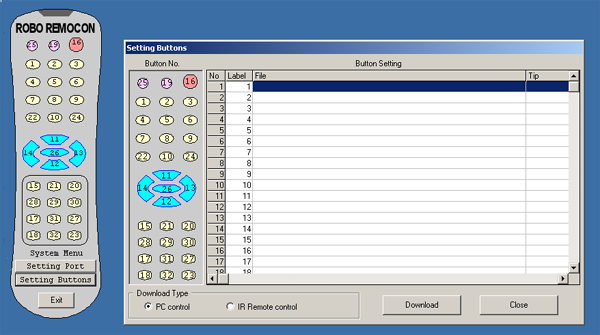 ROBO REMOCON
25 19 16
1 2 3
4 5 6
7 8 9
22 10 24
11
14 26 13
12
15 21 20
28 29 30
17 31 27
18 32 23
System Menu
Setting Port
Setting Buttons
Exit
Setting Buttons
Button No.
Button Setting
25 19 16
1 2 3
4 5 6
7 8 9
22 10 24
11
14 26 13
12
15 21 20
28 29 30
17 31 27
18 32 23
No Label File Tip
1 1
2 2
3 3
4 4
5 5
6 6
7 7
8 8
9 9
10 10
11 11
12 12
13 13
14 14
15 15
16 16
17 17
18 18
Download Type
PC control IR Remote control
Download
Close